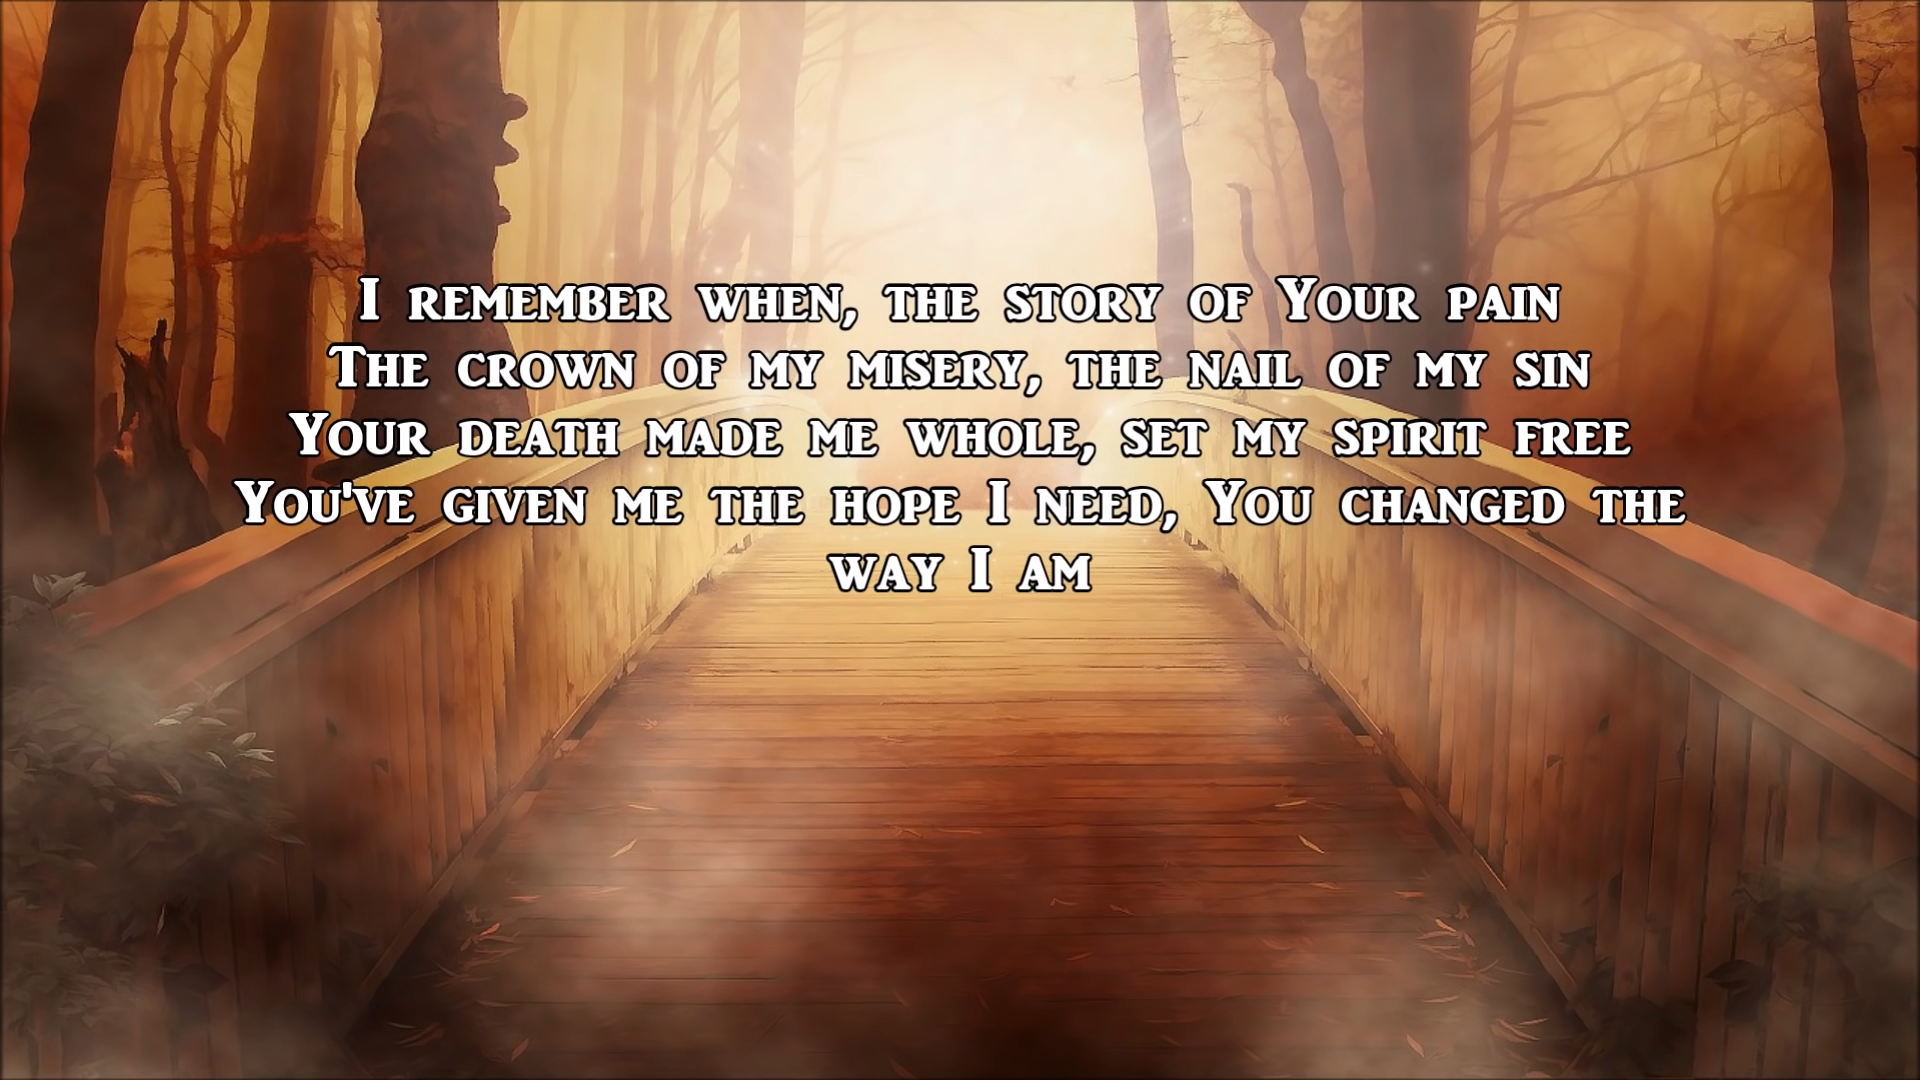 I remember when, the story of Your pain
The crown of my misery, the nail of my sin
Your death made me whole, set my spirit free
You've given me the hope I need, You changed the
way I am